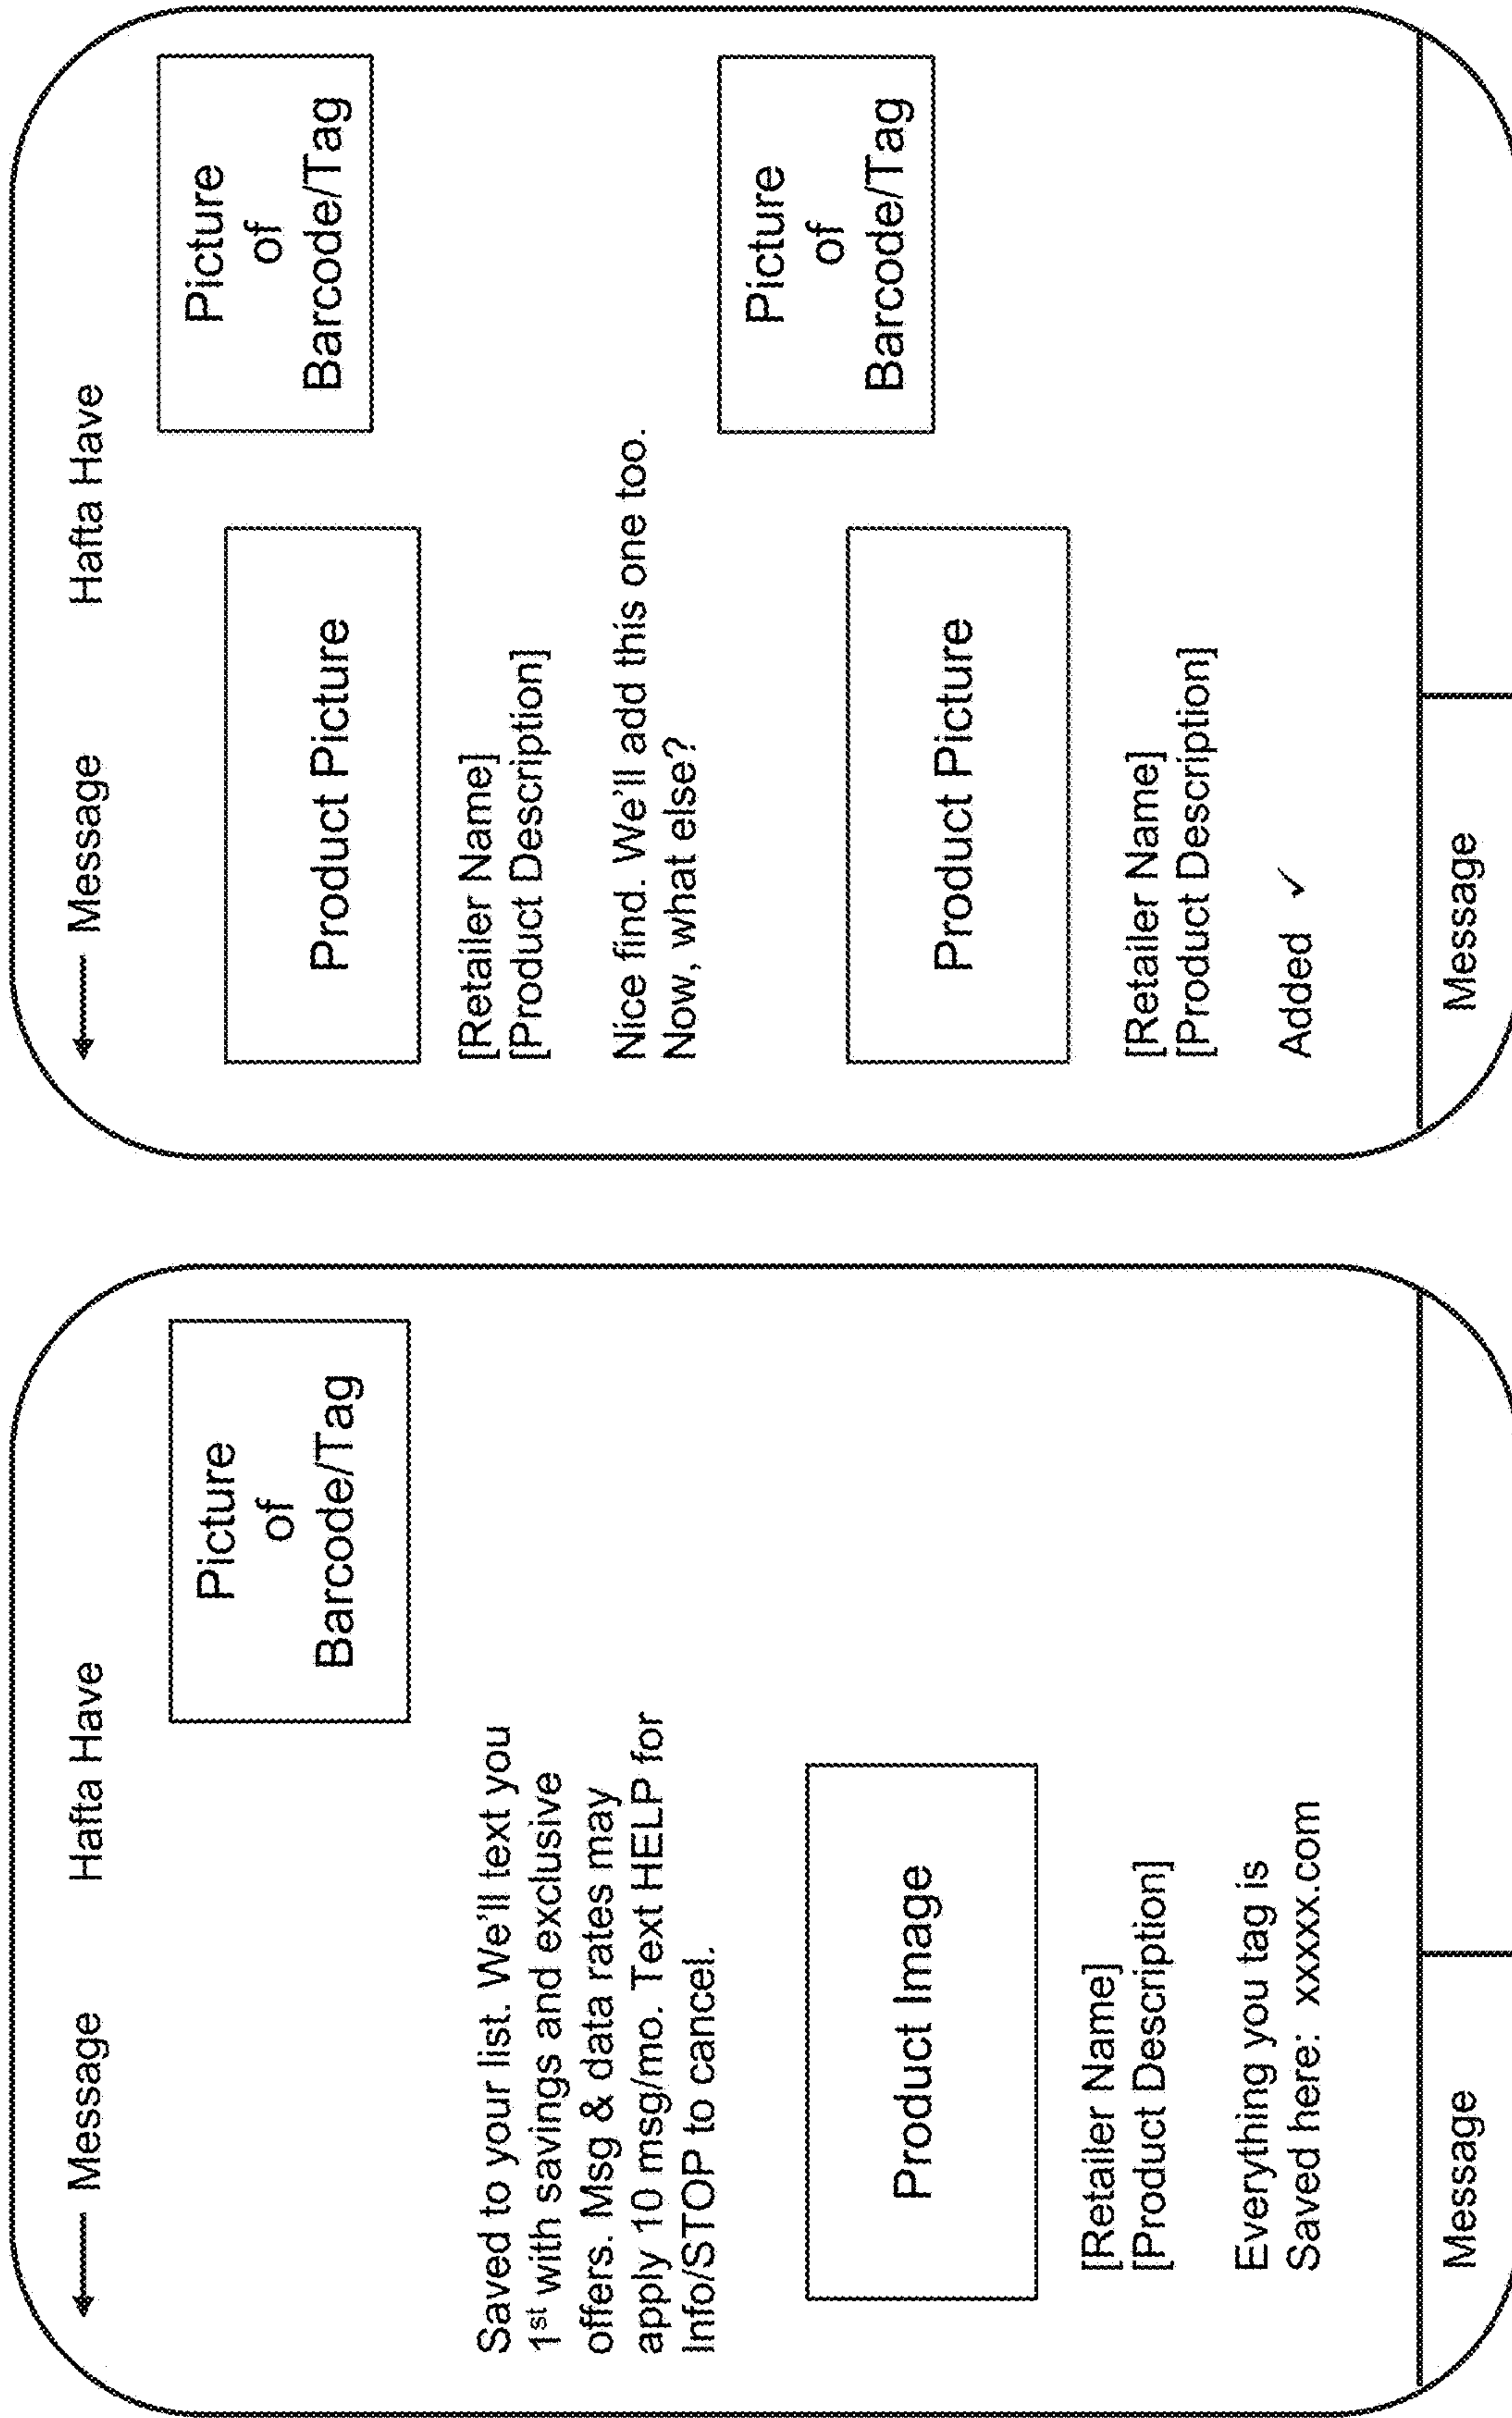 ← Message Hafta Have
Picture
of
Barcode/Tag
Saved to your list. We'll text you
1st with savings and exclusive
offers. Msg & data rates may
apply 10 msg/mo. Text HELP for
Info/STOP to cancel.
Product Image
[Retailer Name]
[Product Description]
Everything you tag is
Saved here: xxxxx.com
Message
← Message Hafta Have
Picture
of
Barcode/Tag
Product Picture
[Retailer Name]
[Product Description]
Nice find. We'll add this one too.
Now, what else?
Picture
of
Barcode/Tag
Product Picture
[Retailer Name]
[Product Description]
Added ✓
Message